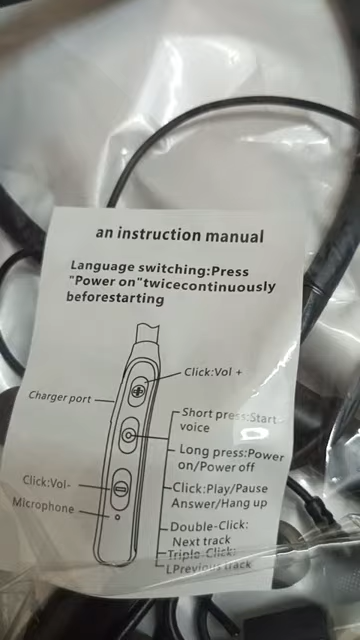 an instruction manual
Language switching:Press
"Power on"twicecontinuously
beforestarting
Click:Vol +
Charger port
Short press:Start
voice
Long press:Power
on/Power off
Click:Vol-
Click:Play/Pause
Answer/Hang up
Microphone
Double-Click:
Next track
Triple-Click:
LPrevious track